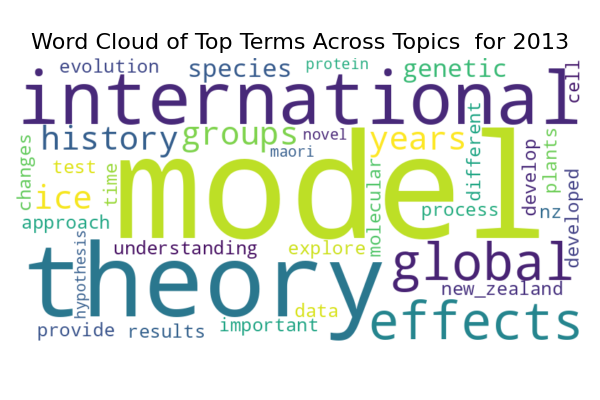 Word Cloud of Top Terms Across Topics  for 2013
evolution
species
protein
genetic
cell
international
history
groups
novel
years
different
maori
changes
test
time
model
molecular
develop
plants
ice
approach
process
nz
developed
understanding
explore
global
hypothesis
theory
new_zealand
data
effects
provide
results
important